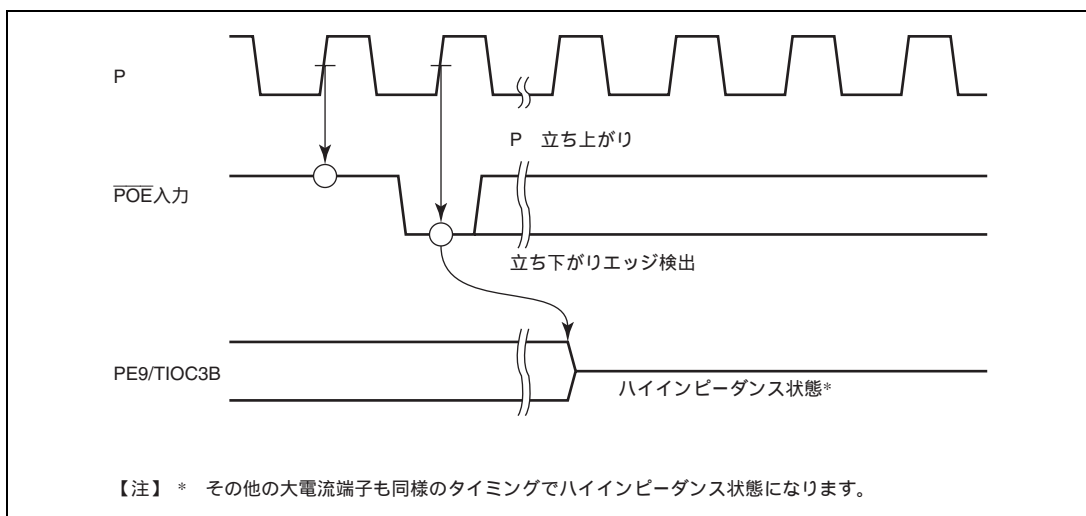 P
P 立ち上がり
POE入力
立ち下がりエッジ検出
PE9/TIOC3B
ハイインピーダンス状態*
【注】 * その他の大電流端子も同様のタイミングでハイインピーダンス状態になります。